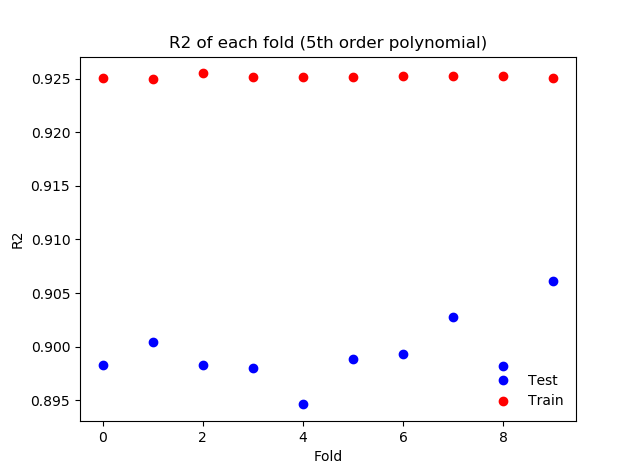 R2 of each fold (5th order polynomial)
0.925
0.920
0.915
0.910
0.905
0.900
0.895
R2
0 2 4 6 8
Fold
Test
Train